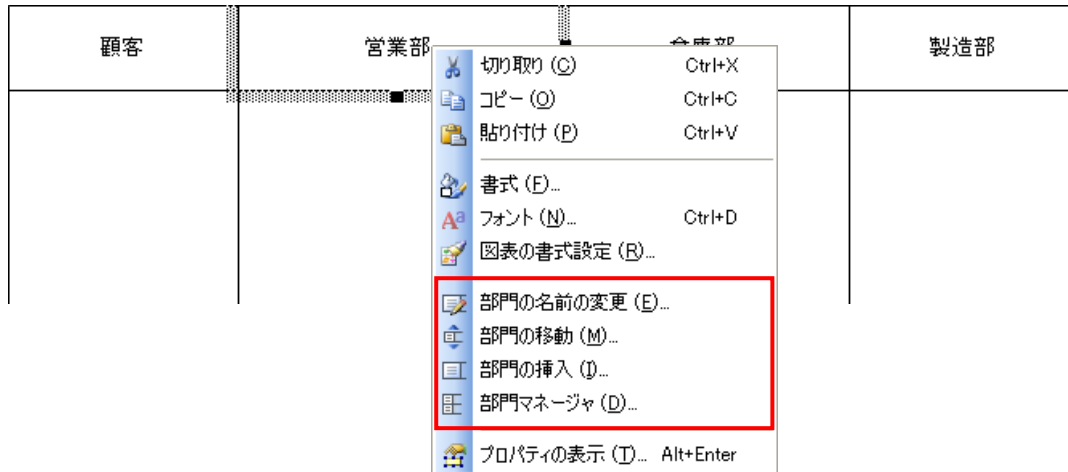 顧客
営業部
倉庫部
製造部
切り取り (C) Ctrl+X
コピー (O) Ctrl+C
貼り付け (P) Ctrl+V
書式 (F)...
フォント (N)... Ctrl+D
図表の書式設定 (R)...
部門の名前の変更 (E)...
部門の移動 (M)...
部門の挿入 (I)...
部門マネージャ (D)...
プロパティの表示 (T)... Alt+Enter